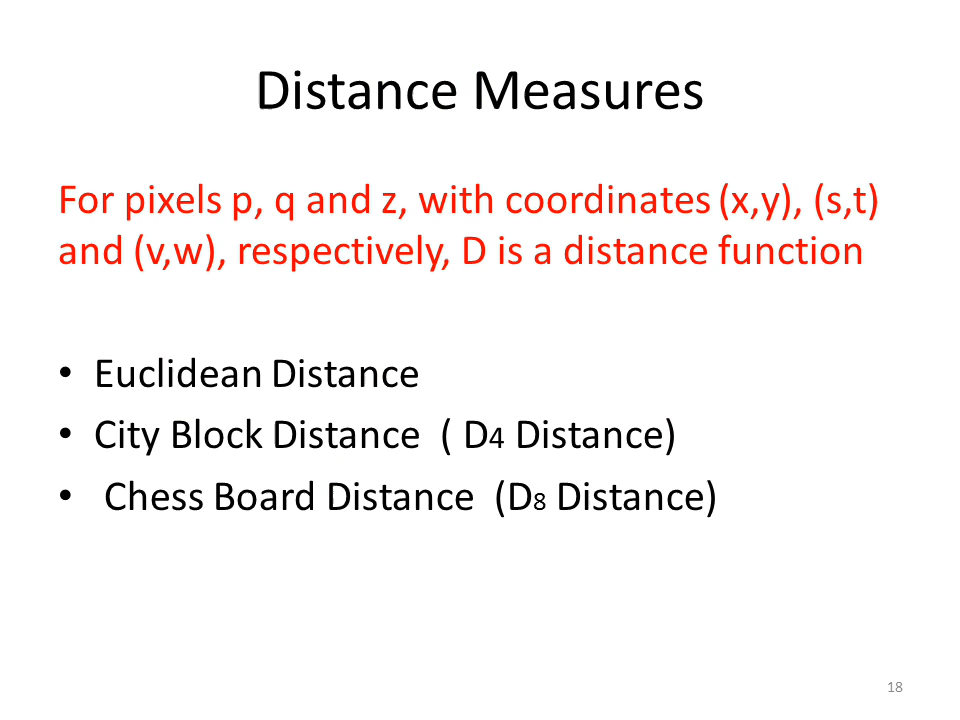 Distance Measures
For pixels p, q and z, with coordinates (x,y), (s,t)
and (v,w), respectively, D is a distance function
• Euclidean Distance
• City Block Distance ( D4 Distance)
• Chess Board Distance (D8 Distance)
18